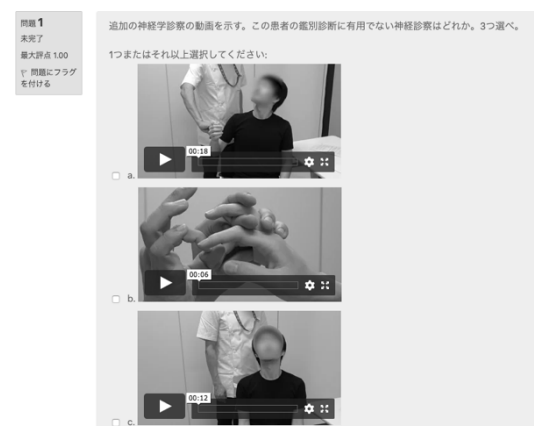 問題 1
未完了
最大評点 1.00
問題にフラグ
を付ける
追加の神経学診察の動画を示す。この患者の鑑別診断に有用でない神経診察はどれか。3つ選べ。
1つまたはそれ以上選択してください:
00:18
a.
00:06
b.
00:12
c.